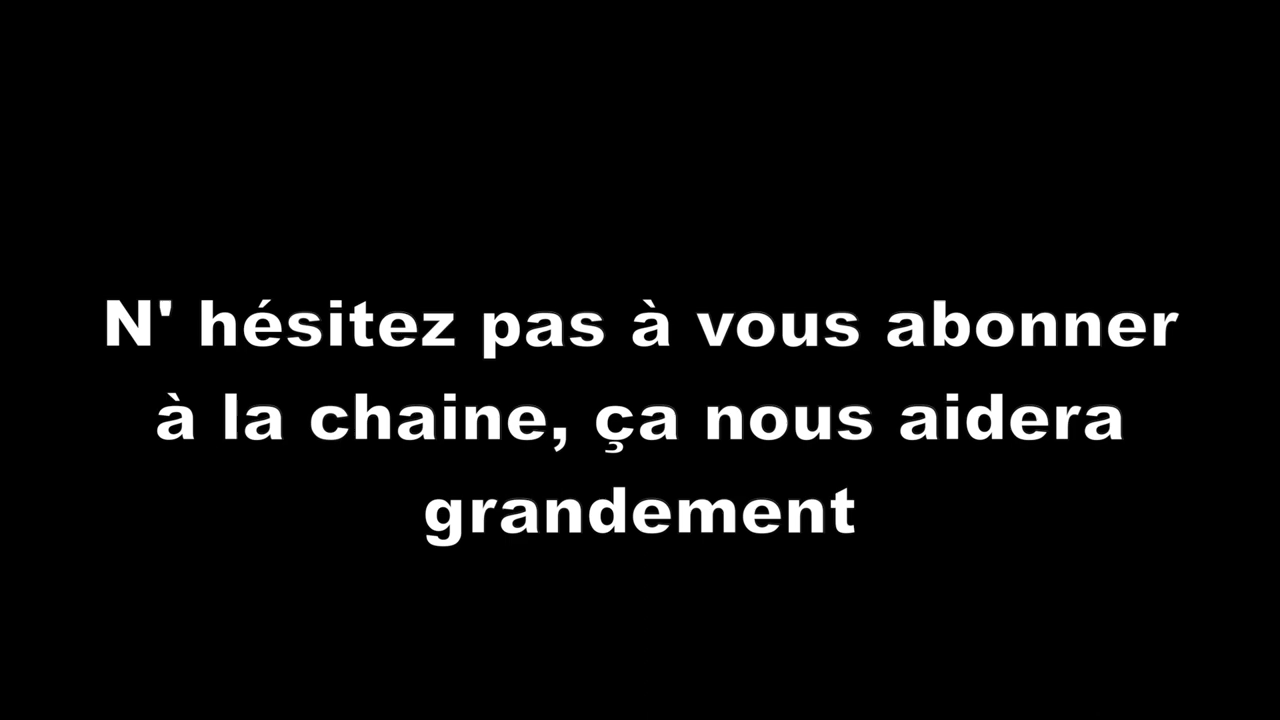 N' hésitez pas à vous abonner
à la chaine, ça nous aidera
grandement